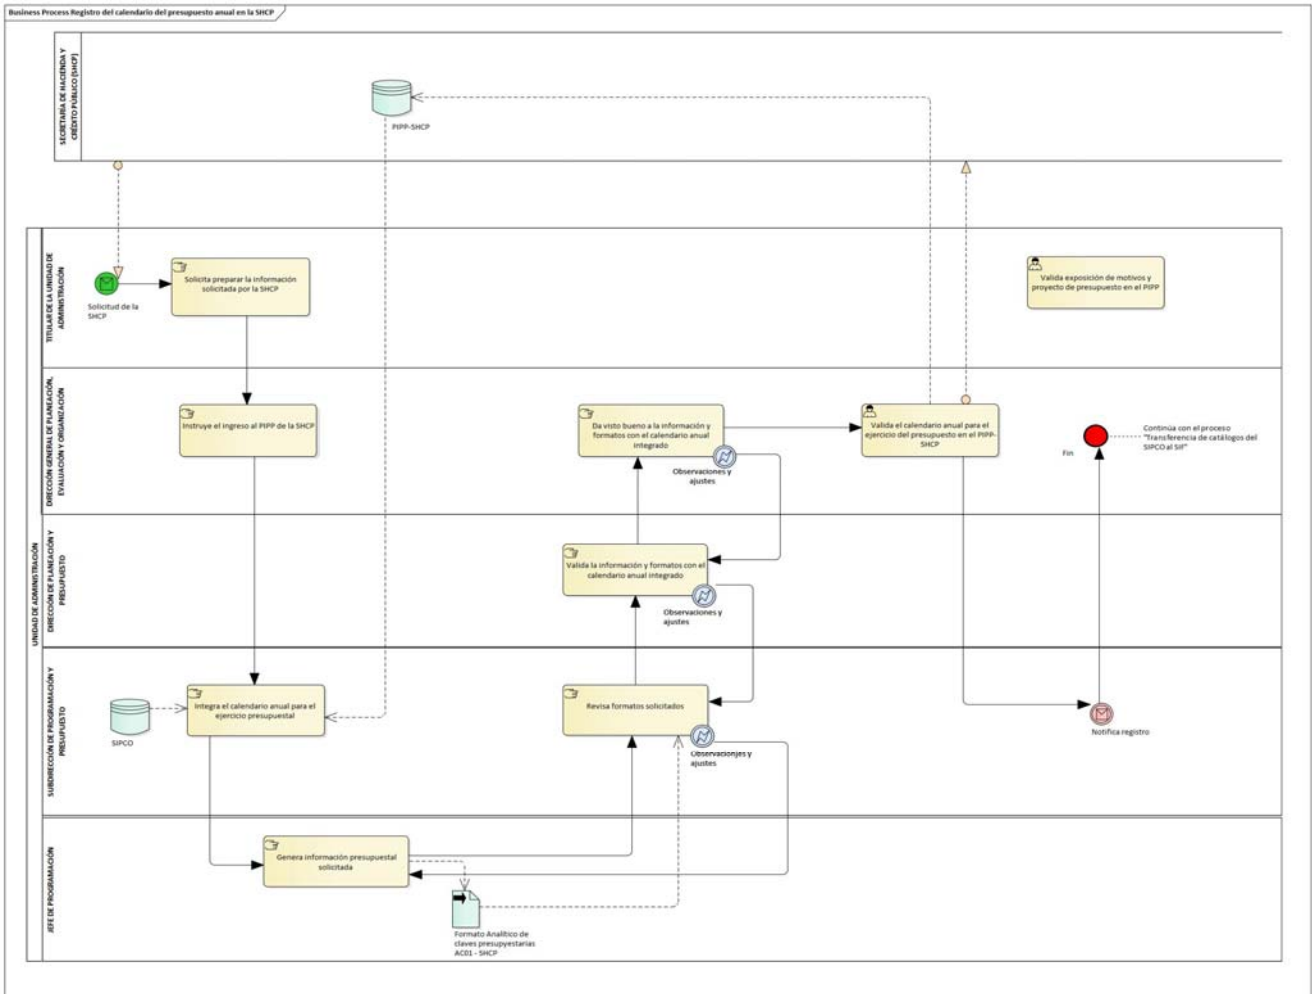 Business Process Registro del calendario del presupuesto anual en la SHCP
SECRETARÍA DE HACIENDA Y
CRÉDITO PÚBLICO (SHCP)
PIPP-SHCP
UNIDAD DE ADMINISTRACIÓN
TITULAR DE LA UNIDAD DE
ADMINISTRACIÓN
Solicitud de la
SHCP
Solicita preparar la información
solicitada por la SHCP
Valida exposición de motivos y
proyecto de presupuesto en el PIPP
DIRECCIÓN GENERAL DE PLANEACIÓN,
EVALUACIÓN Y ORGANIZACIÓN
Instruye el ingreso al PIPP de la SHCP
Da visto bueno a la información y
formatos con el calendario anual
integrado
Observaciones y
ajustes
Valida el calendario anual para el
ejercicio del presupuesto en el PIPP-
SHCP
Fin
Continúa con el proceso
"Transferencia de catálogos del
SIPCO al SIF"
DIRECCIÓN DE PLANEACIÓN Y
PRESUPUESTO
Valida la información y formatos con el
calendario anual integrado
Observaciones y
ajustes
SUBDIRECCIÓN DE PROGRAMACIÓN Y
PRESUPUESTO
SIPCO
Integra el calendario anual para el
ejercicio presupuestal
Revisa formatos solicitados
Observacionjes y
ajustes
Notifica registro
JEFE DE PROGRAMACIÓN
Genera información presupuestal
solicitada
Formato Analítico de
claves presupyestarias
AC01 - SHCP